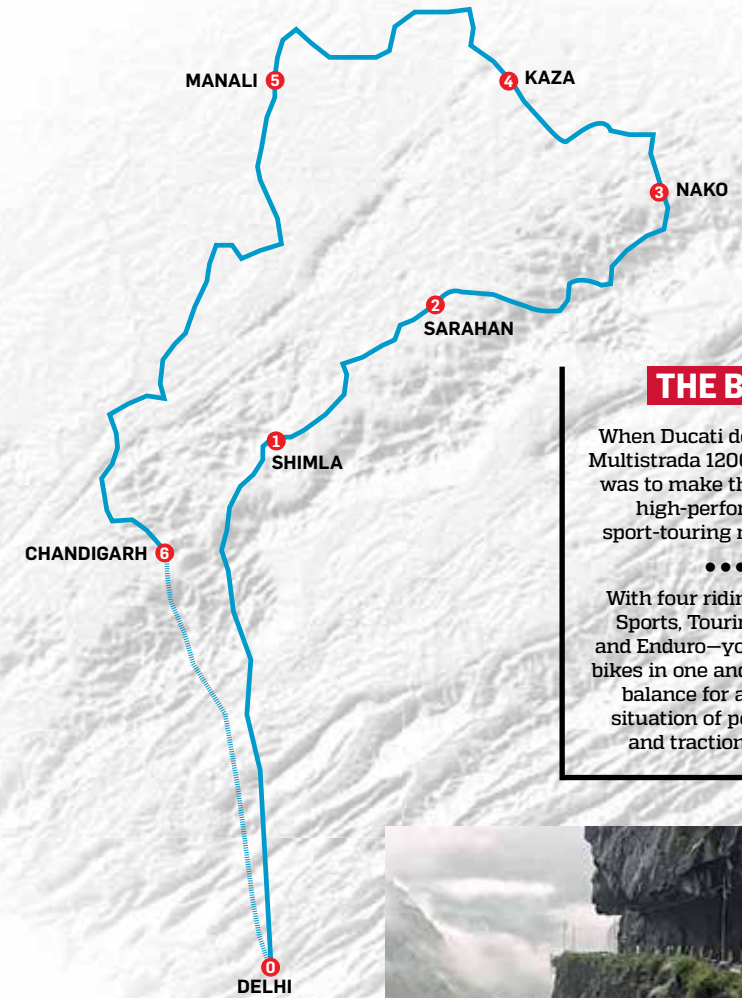 MANALI 5
4 KAZA
3 NAKO
2
SARAHAN
1
SHIMLA
CHANDIGARH 6
0
DELHI
THE B
When Ducati de
Multistrada 1200
was to make th
high-perfor
sport-touring
•••
With four ridin
Sports, Tourin
and Enduro—yo
bikes in one and
balance for a
situation of
and traction